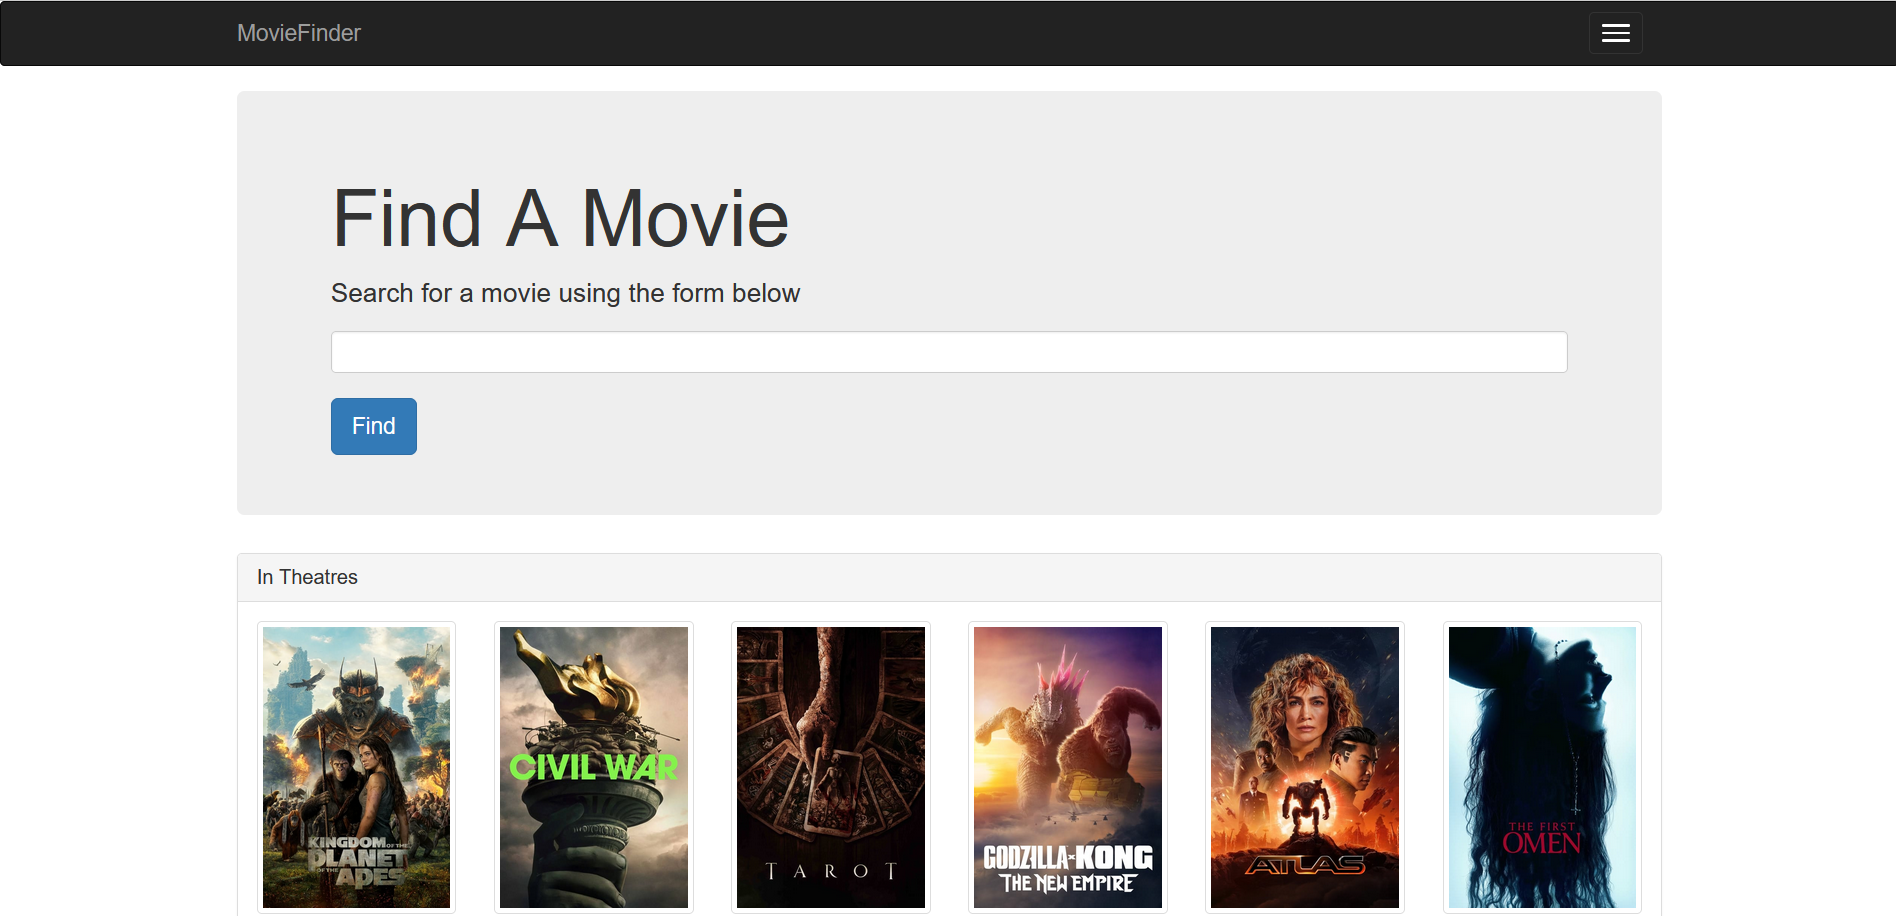 MovieFinder
Find A Movie
Search for a movie using the form below
Find
In Theatres
KINGDOM OF THE
PLANET
OF THE APES
CIVIL WAR
TAROT
GODZILLA x KONG
THE NEW EMPIRE
ATLAS
THE FIRST
OMEN